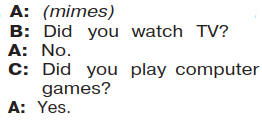 A: (mimes)
B: Did you watch TV?
A: No.
C: Did you play computer
games?
A: Yes.